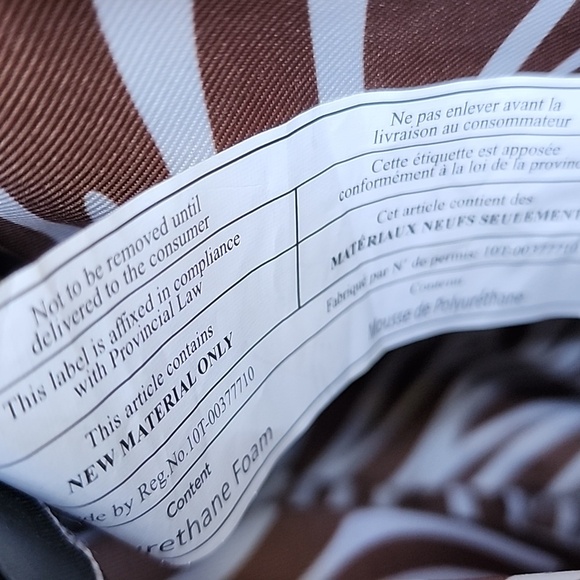 Not to be removed until
delivered to the consumer
This label is affixed in compliance
with Provincial Law
This article contains
NEW MATERIAL ONLY
by Reg.No.10T-00377710
Content
Foam
Ne pas enlever avant la
livraison au consommateur
Cette étiquette est apposée
conformément à la loi de la
Cet article contient des
MATÉRIAUX NEUFS SEULEMENT
Fabriqué par N° de permis: 10T-00377710
Contenu
Mousse de Polyuréthane